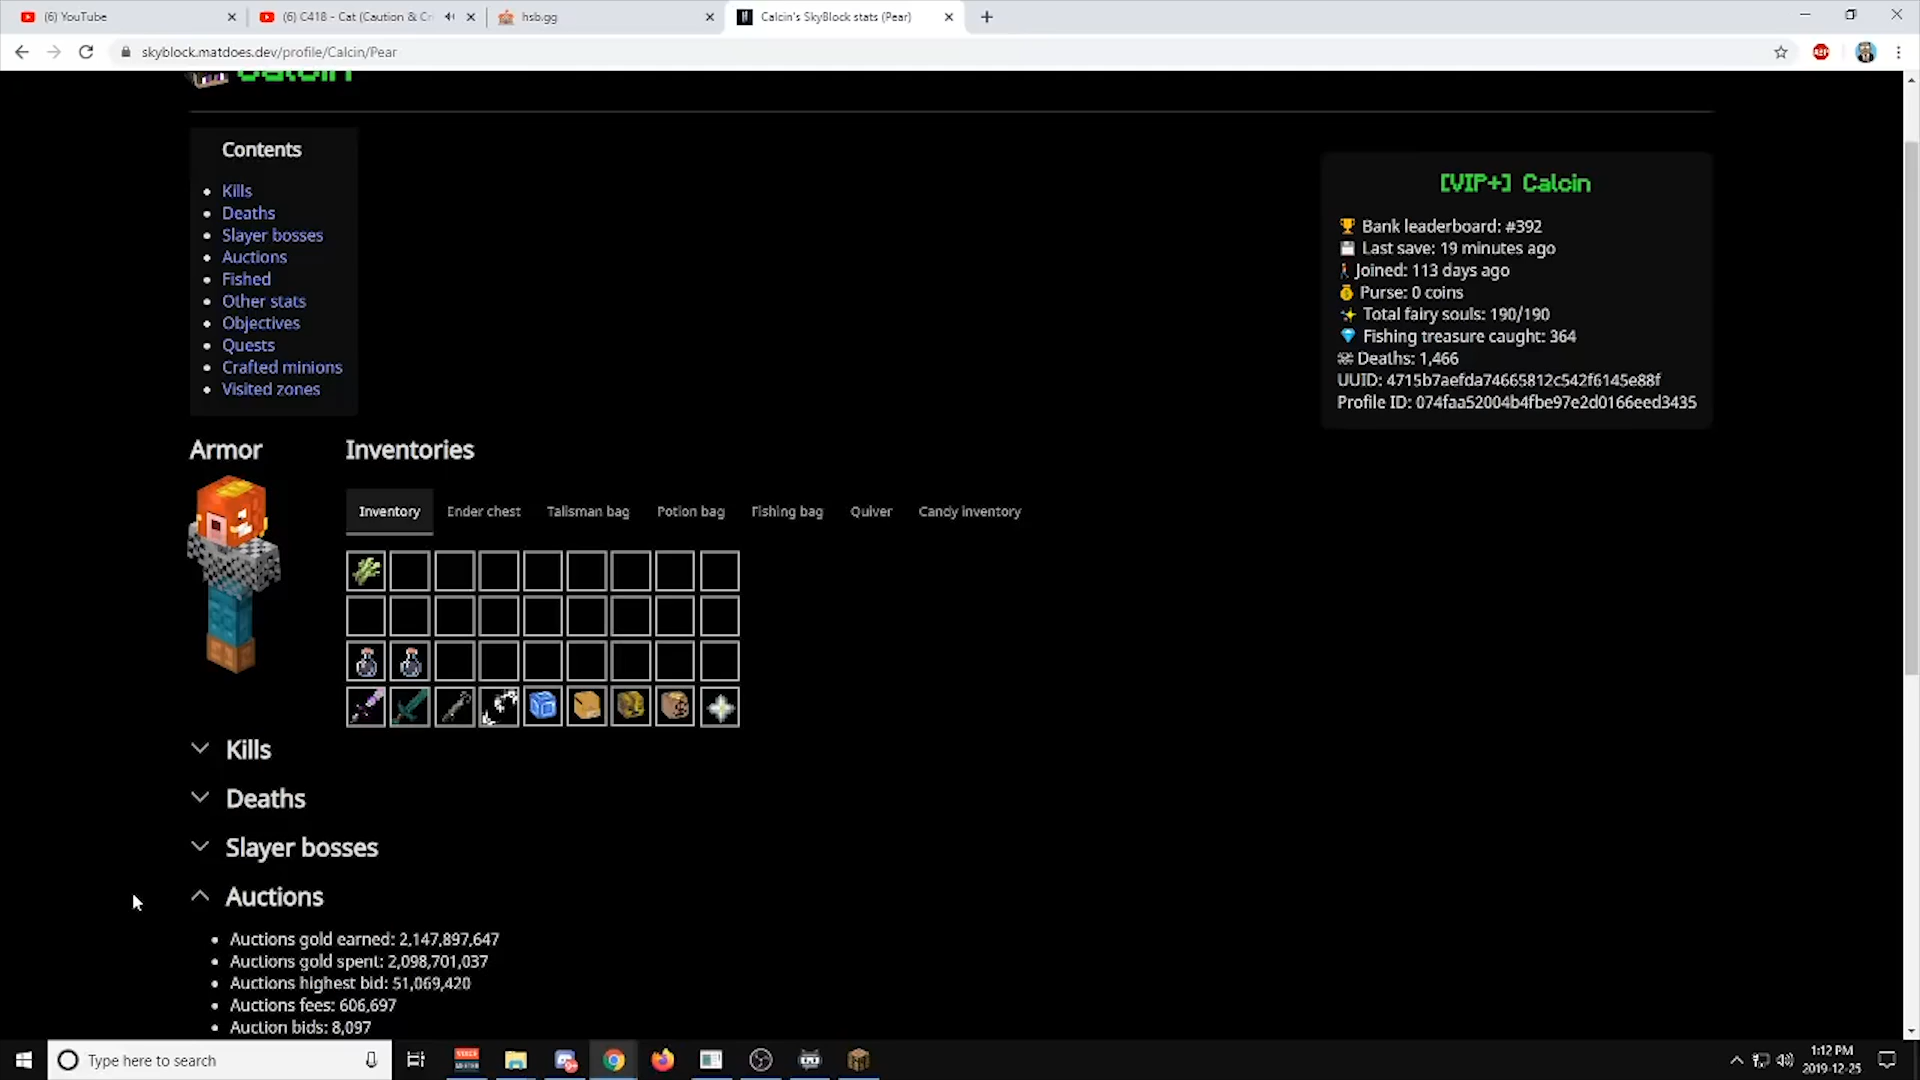 (6) YouTube
(6) C418 - Cat (Caution & Cr
hsb.gg
Calcin's SkyBlock stats (Pear)
skyblock.matdoes.dev/profile/Calcin/Pear
Calcin
Contents
Kills
Deaths
Slayer bosses
Auctions
Fished
Other stats
Objectives
Quests
Crafted minions
Visited zones
[VIP+] Calcin
Bank leaderboard: #392
Last save: 19 minutes ago
Joined: 113 days ago
Purse: 0 coins
Total fairy souls: 190/190
Fishing treasure caught: 364
Deaths: 1,466
UUID: 4715b7aefda74665812c542f6145e88f
Profile ID: 074faa52004b4fbe97e2d0166eed3435
Armor
Inventories
Inventory Ender chest Talisman bag Potion bag Fishing bag Quiver Candy inventory
Kills
Deaths
Slayer bosses
Auctions
Auctions gold earned: 2,147,897,647
Auctions gold spent: 2,098,701,037
Auctions highest bid: 51,069,420
Auctions fees: 606,697
Auction bids: 8,097
Type here to search
1:12 PM
2019-12-25